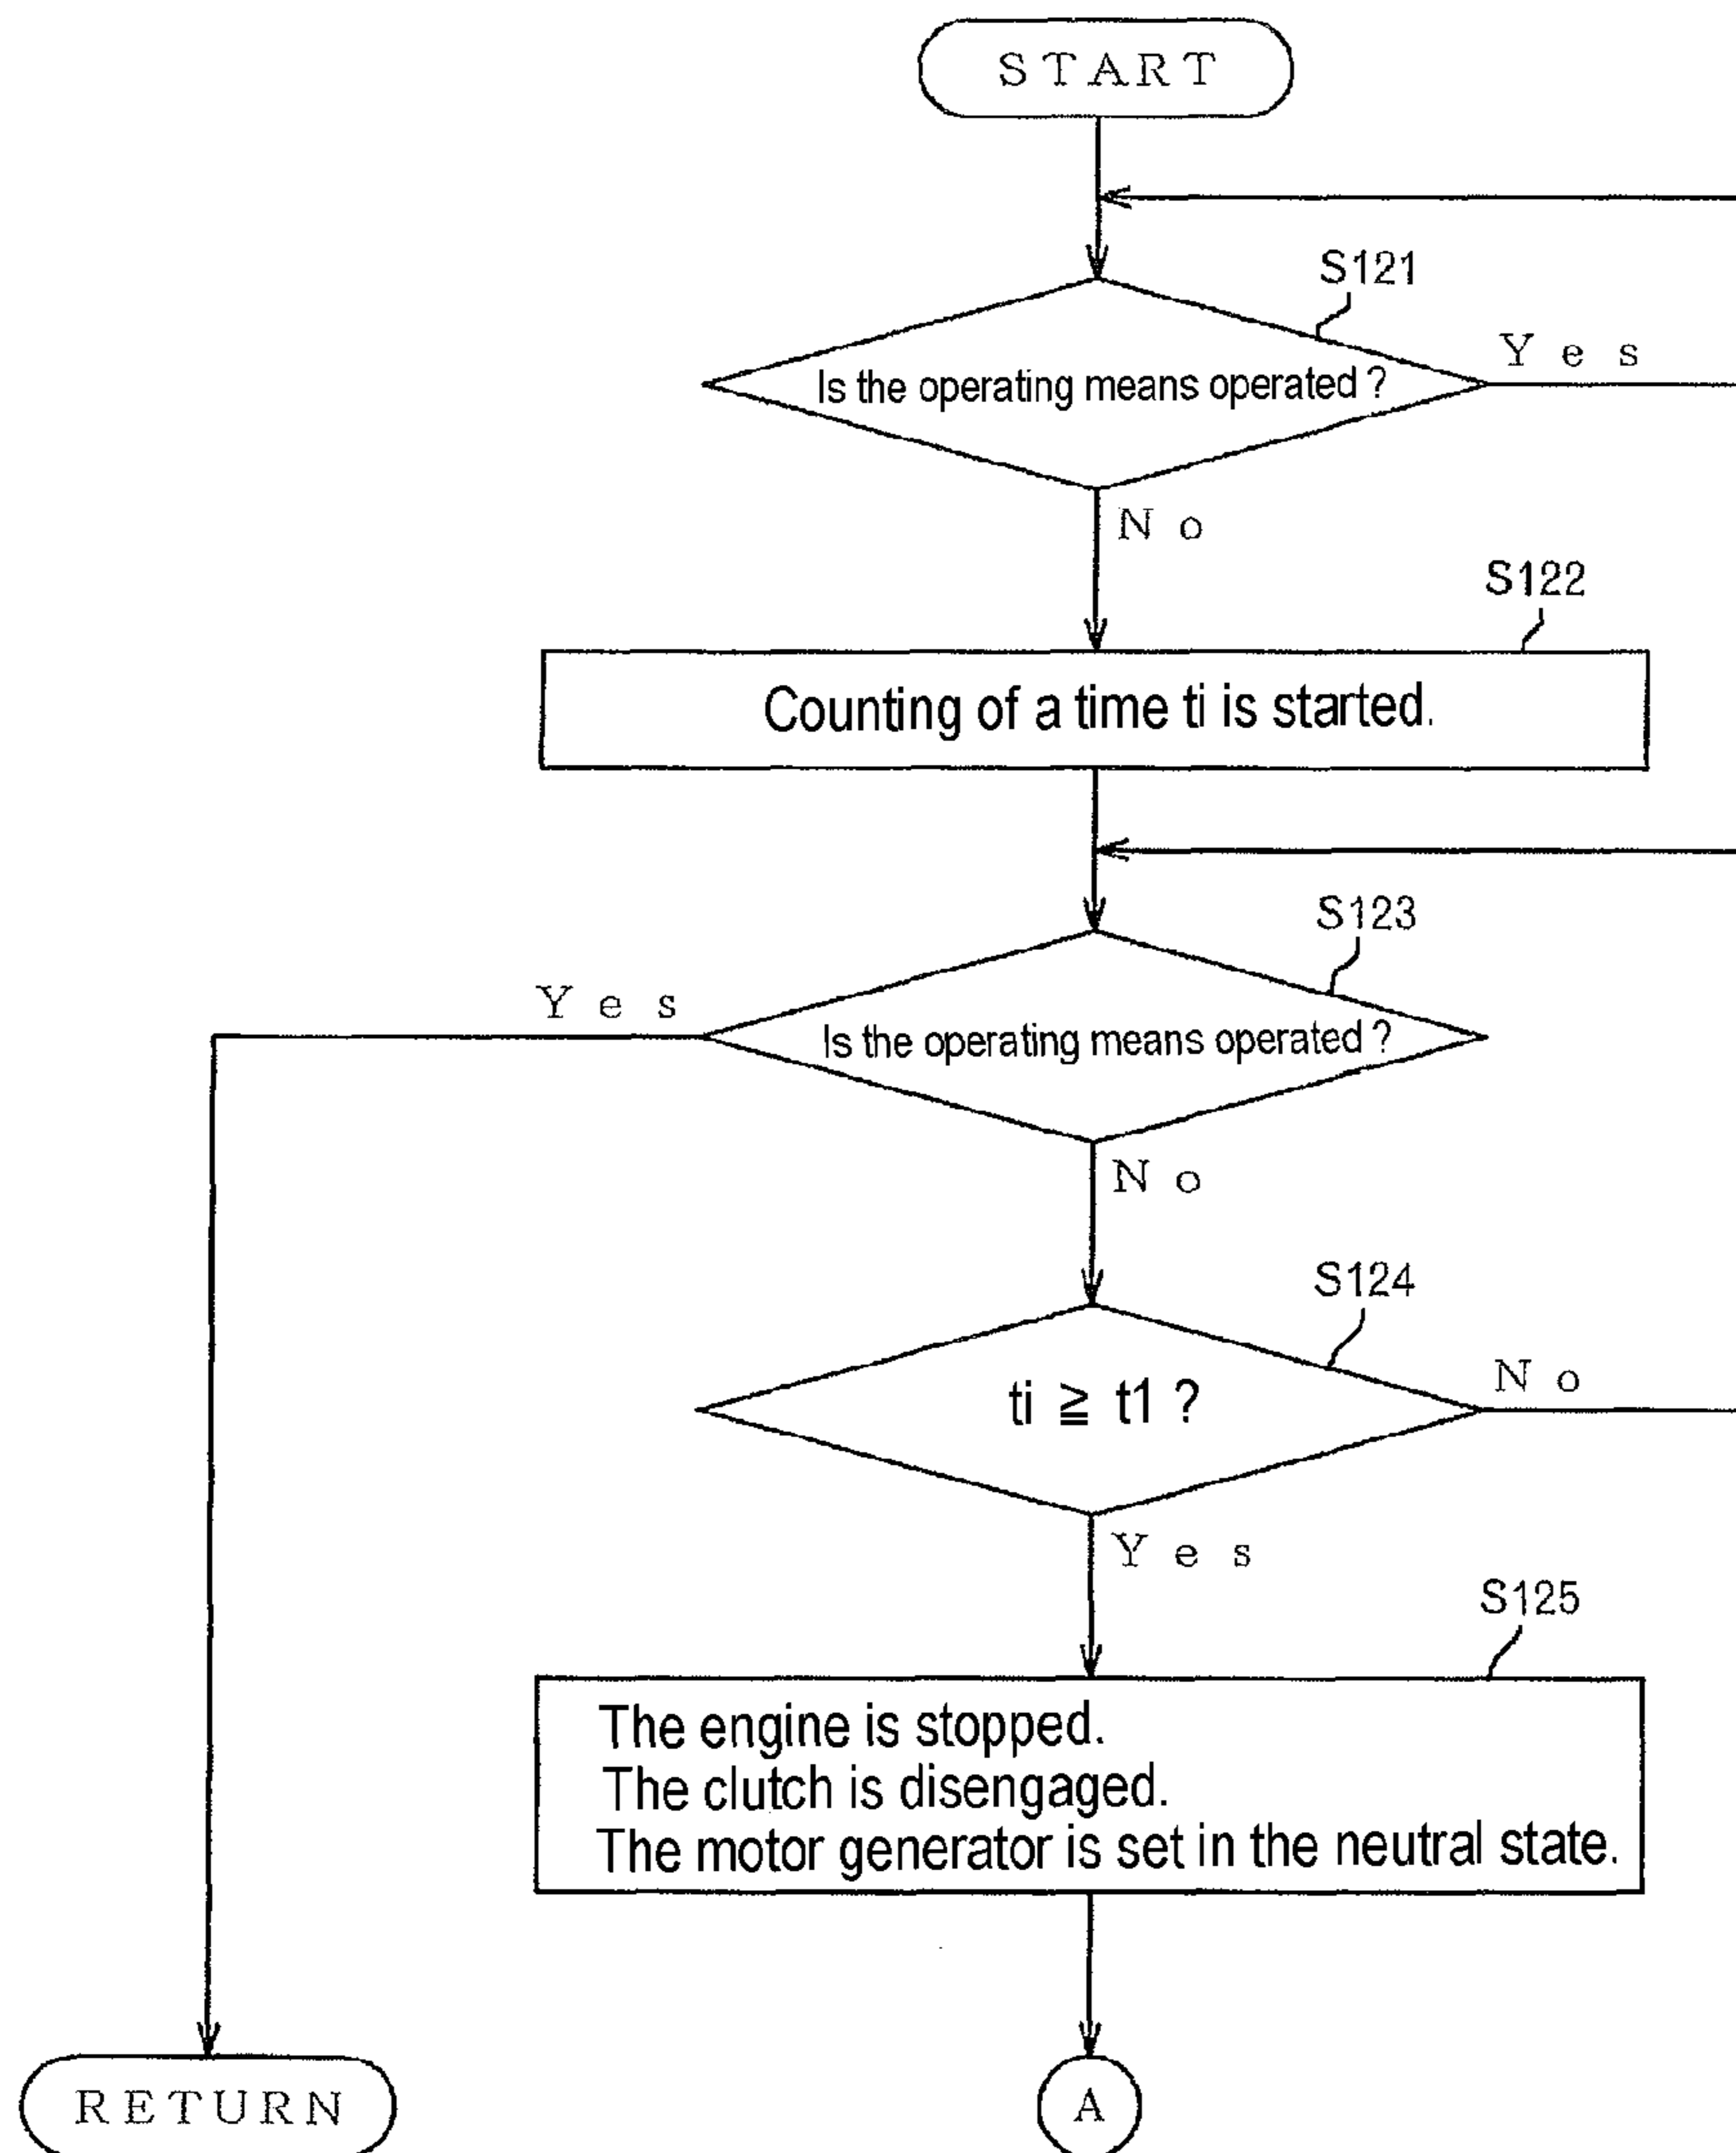 START
S121
Is the operating means operated ?
Yes
No
S122
Counting of a time ti is started.
S123
Yes
Is the operating means operated ?
No
S124
ti ≧ t1 ?
No
Yes
S125
The engine is stopped.
The clutch is disengaged.
The motor generator is set in the neutral state.
RETURN
A